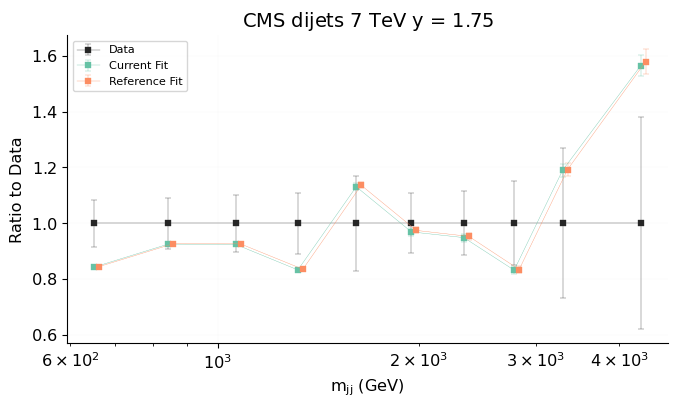 CMS dijets 7 TeV y = 1.75
Data
Current Fit
Reference Fit
Ratio to Data
1.6
1.4
1.2
1.0
0.8
0.6
6 × 10²
10³
2 × 10³
3 × 10³
4 × 10³
mjj (GeV)